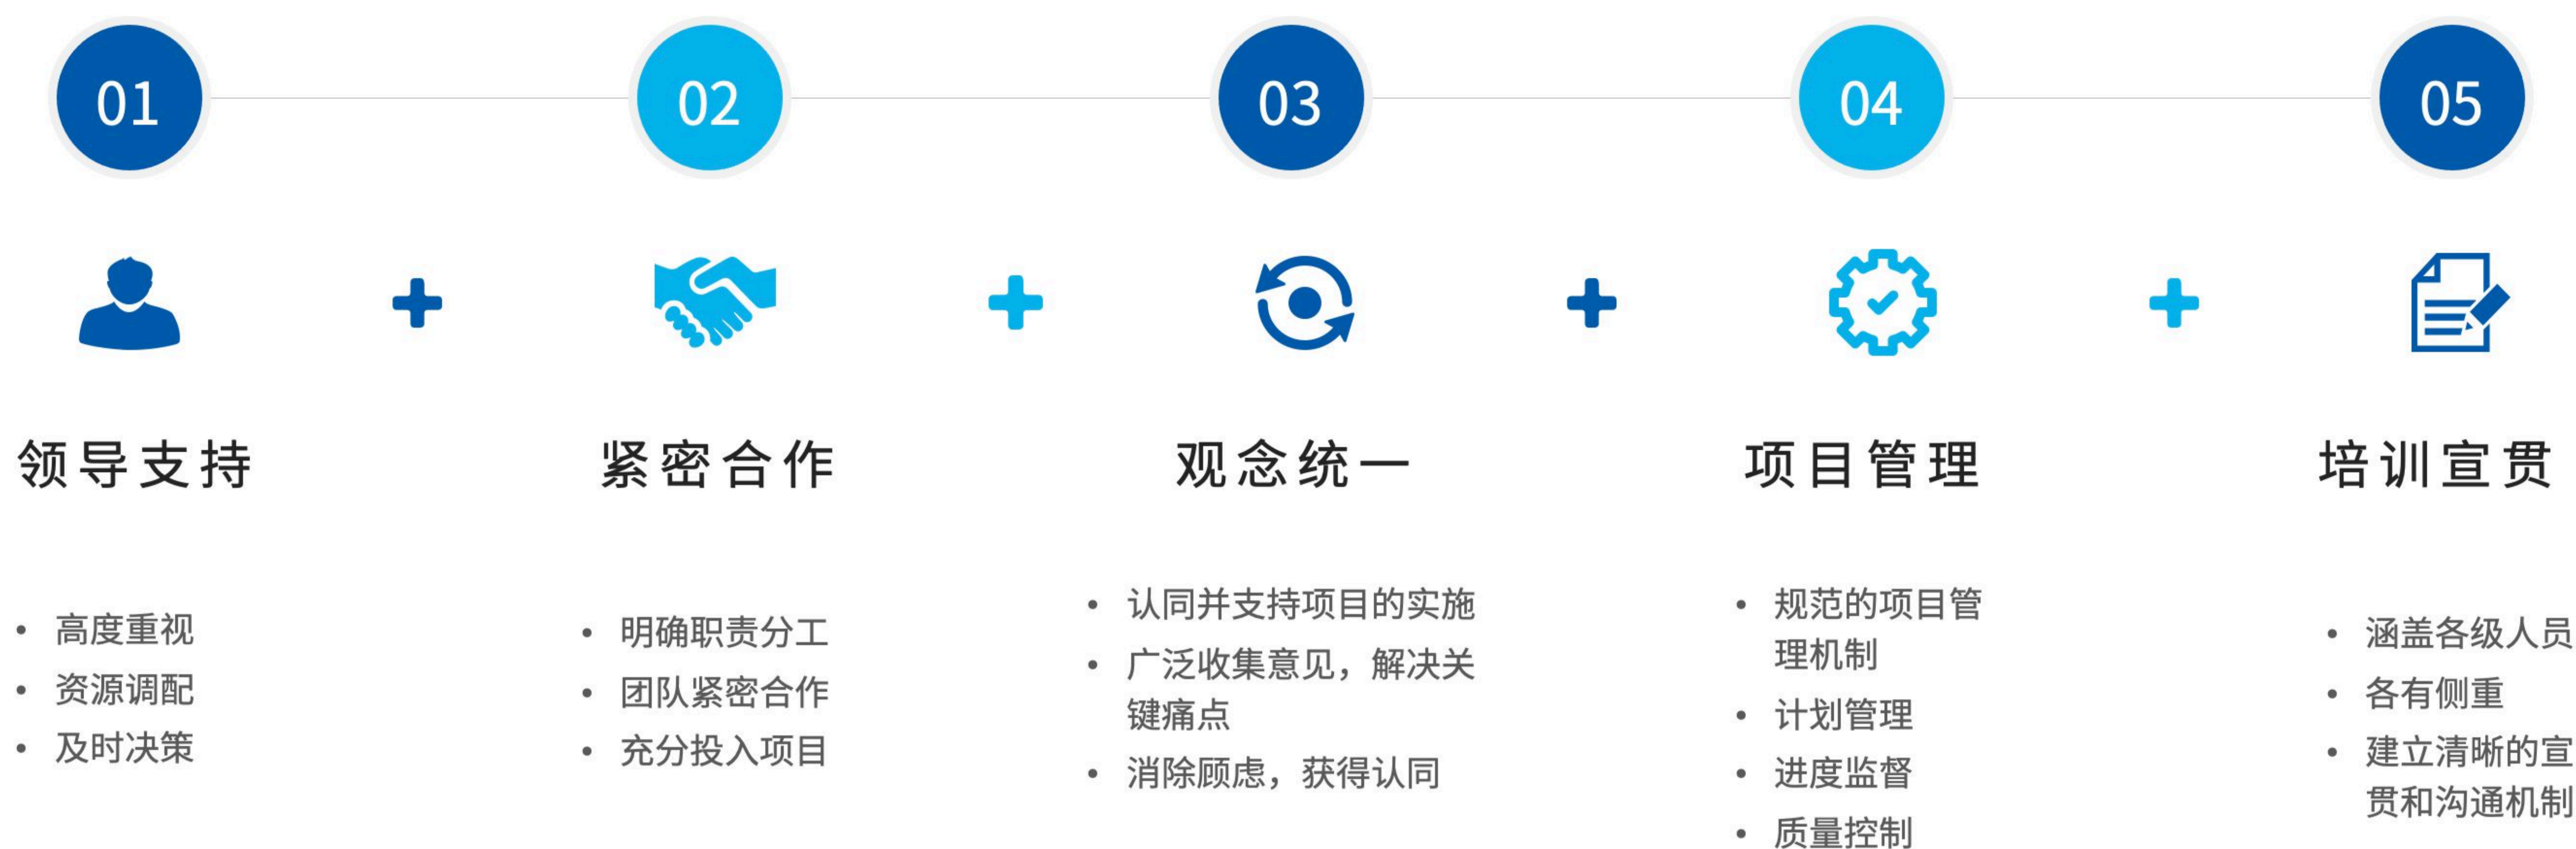 01
02
03
04
05
领导支持
紧密合作
观念统一
项目管理
培训宣贯
• 高度重视
• 资源调配
• 及时决策
• 明确职责分工
• 团队紧密合作
• 充分投入项目
• 认同并支持项目的实施
• 广泛收集意见，解决关
键痛点
• 消除顾虑，获得认同
• 规范的项目管
理机制
• 计划管理
• 进度监督
• 质量控制
• 涵盖各级人员
• 各有侧重
• 建立清晰的宣
贯和沟通机制